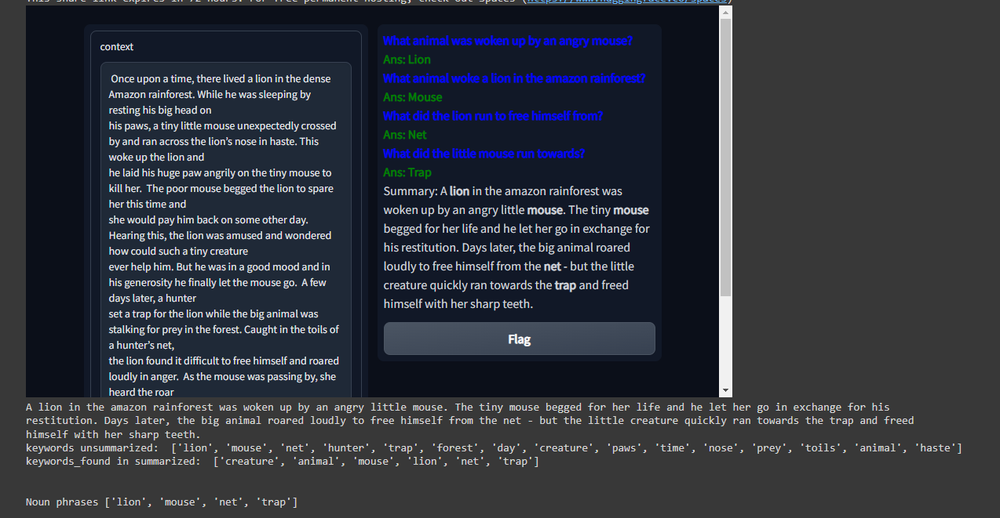 This share link expires in 72 hours. For free permanent hosting, check out Spaces (https://www.huggingface.co/spaces)
context
Once upon a time, there lived a lion in the dense
Amazon rainforest. While he was sleeping by
resting his big head on
his paws, a tiny little mouse unexpectedly crossed
by and ran across the lion’s nose in haste. This
woke up the lion and
he laid his huge paw angrily on the tiny mouse to
kill her.  The poor mouse begged the lion to spare
her this time and
she would pay him back on some other day.
Hearing this, the lion was amused and wondered
how could such a tiny creature
ever help him. But he was in a good mood and in
his generosity he finally let the mouse go.  A few
days later, a hunter
set a trap for the lion while the big animal was
stalking for prey in the forest. Caught in the toils of
a hunter’s net,
the lion found it difficult to free himself and roared
loudly in anger.  As the mouse was passing by, she
heard the roar
What animal was woken up by an angry mouse?
Ans: Lion
What animal woke a lion in the amazon rainforest?
Ans: Mouse
What did the lion run to free himself from?
Ans: Net
What did the little mouse run towards?
Ans: Trap
Summary: A lion in the amazon rainforest was
woken up by an angry little mouse. The tiny mouse
begged for her life and he let her go in exchange for
his restitution. Days later, the big animal roared
loudly to free himself from the net - but the little
creature quickly ran towards the trap and freed
himself with her sharp teeth.
Flag
A lion in the amazon rainforest was woken up by an angry little mouse. The tiny mouse begged for her life and he let her go in exchange for his
restitution. Days later, the big animal roared loudly to free himself from the net - but the little creature quickly ran towards the trap and freed
himself with her sharp teeth.
keywords unsummarized:  ['lion', 'mouse', 'net', 'hunter', 'trap', 'forest', 'day', 'creature', 'paws', 'time', 'nose', 'prey', 'toils', 'animal', 'haste']
keywords_found in summarized:  ['creature', 'animal', 'mouse', 'lion', 'net', 'trap']
Noun phrases ['lion', 'mouse', 'net', 'trap']